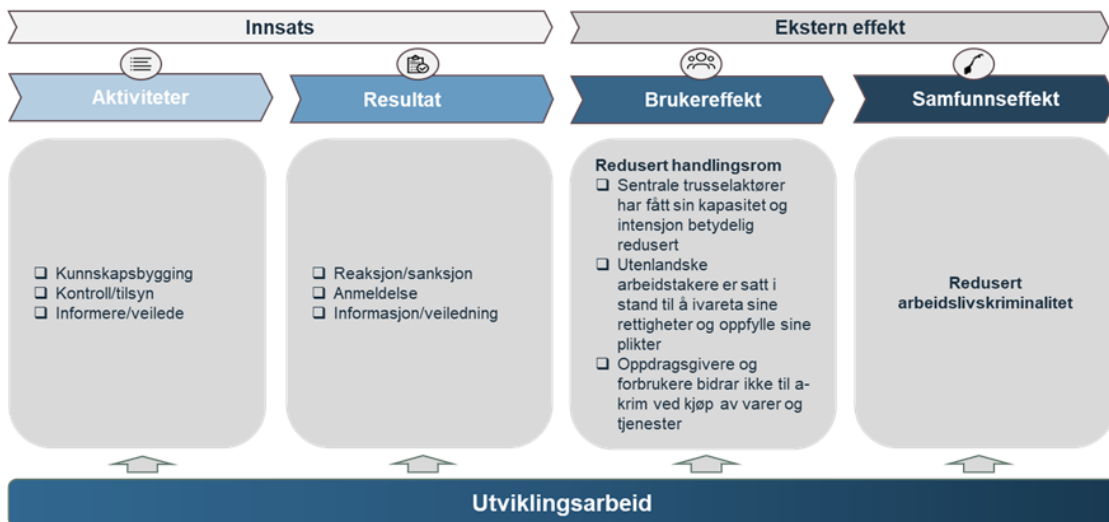 Innsats
Ekstern effekt
Aktiviteter
Resultat
Brukereffekt
Samfunnseffekt
Kunnskapsbygging
Kontroll/tilsyn
Informere/veilede
Reaksjon/sanksjon
Anmeldelse
Informasjon/veiledning
Redusert handlingsrom
Sentrale trusselaktører
har fått sin kapasitet og
intensjon betydelig
redusert
Utenlandske
arbeidstakere er satt i
stand til å ivareta sine
rettigheter og oppfylle sine
plikter
Oppdragsgivere og
forbrukere bidrar ikke til a-
krim ved kjøp av varer og
tjenester
Redusert
arbeidslivskriminalitet
Utviklingsarbeid